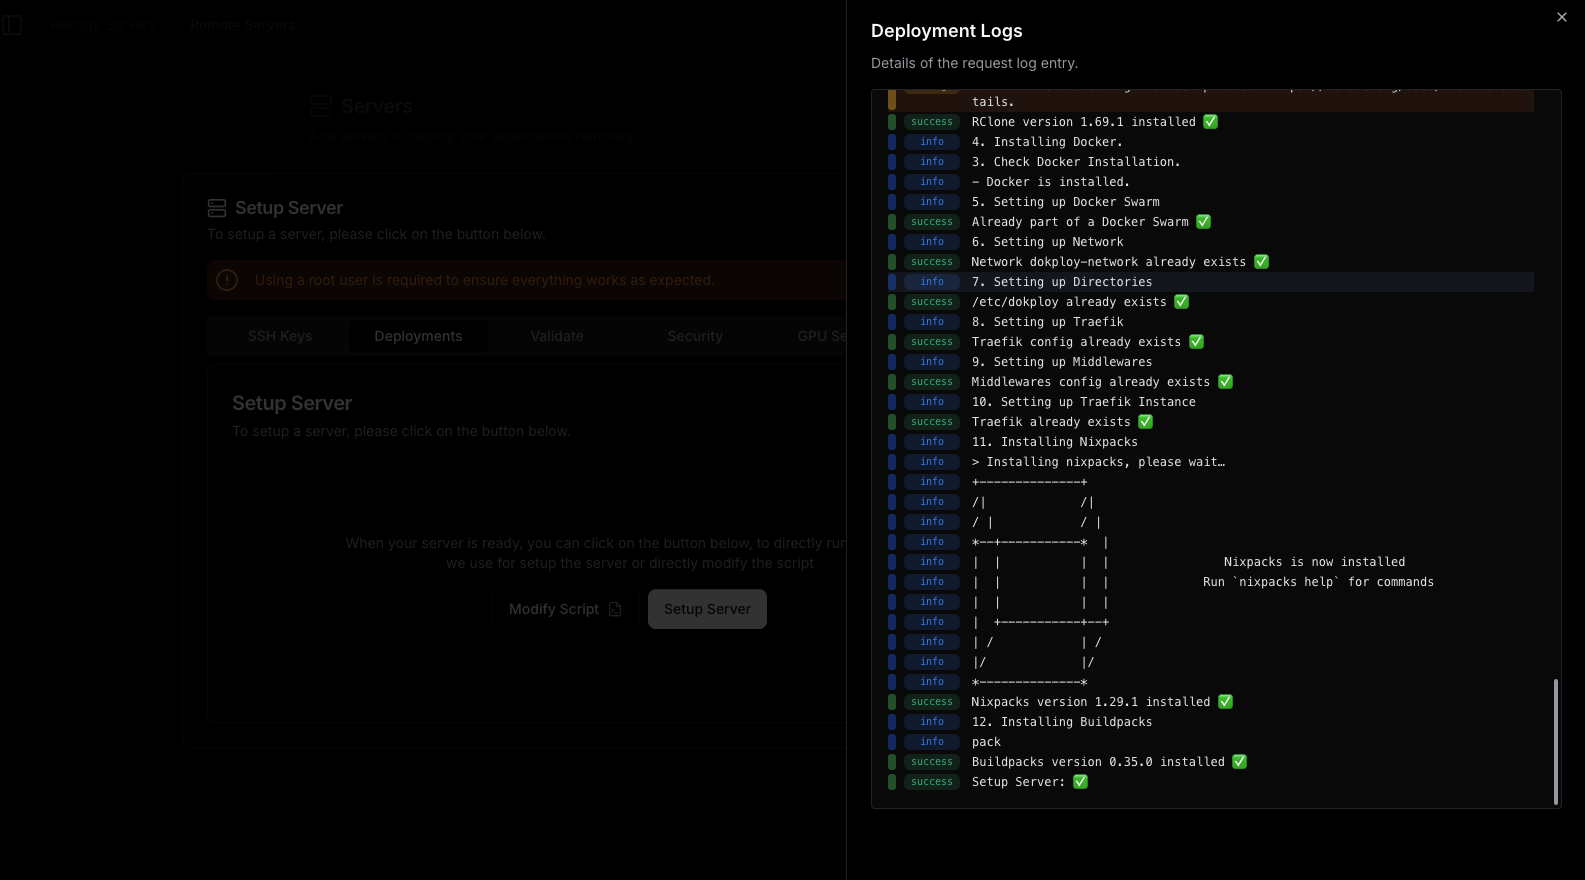 Remote Servers > Remote Servers
Servers
Add servers to deploy your applications remotely.
Setup Server
To setup a server, please click on the button below.
Using a root user is required to ensure everything works as expected.
SSH Keys Deployments Validate Security GPU Se
Setup Server
To setup a server, please click on the button below.
When your server is ready, you can click on the button below, to directly run
we use for setup the server or directly modify the script
Modify Script Setup Server
Deployment Logs
Details of the request log entry.
tails.
success RClone version 1.69.1 installed ✅
info 4. Installing Docker.
info 3. Check Docker Installation.
info - Docker is installed.
info 5. Setting up Docker Swarm
success Already part of a Docker Swarm ✅
info 6. Setting up Network
success Network dokploy-network already exists ✅
info 7. Setting up Directories
success /etc/dokploy already exists ✅
info 8. Setting up Traefik
success Traefik config already exists ✅
info 9. Setting up Middlewares
success Middlewares config already exists ✅
info 10. Setting up Traefik Instance
success Traefik already exists ✅
info 11. Installing Nixpacks
info > Installing nixpacks, please wait…
info +--------------+
info /|             /|
info / |            / |
info *--+-----------*  |
info |  |           |  |                Nixpacks is now installed
info |  |           |  |             Run `nixpacks help` for commands
info |  |           |  |
info |  +-----------+--+
info | /            | /
info |/             |/
info *--------------*
success Nixpacks version 1.29.1 installed ✅
info 12. Installing Buildpacks
info pack
success Buildpacks version 0.35.0 installed ✅
success Setup Server: ✅